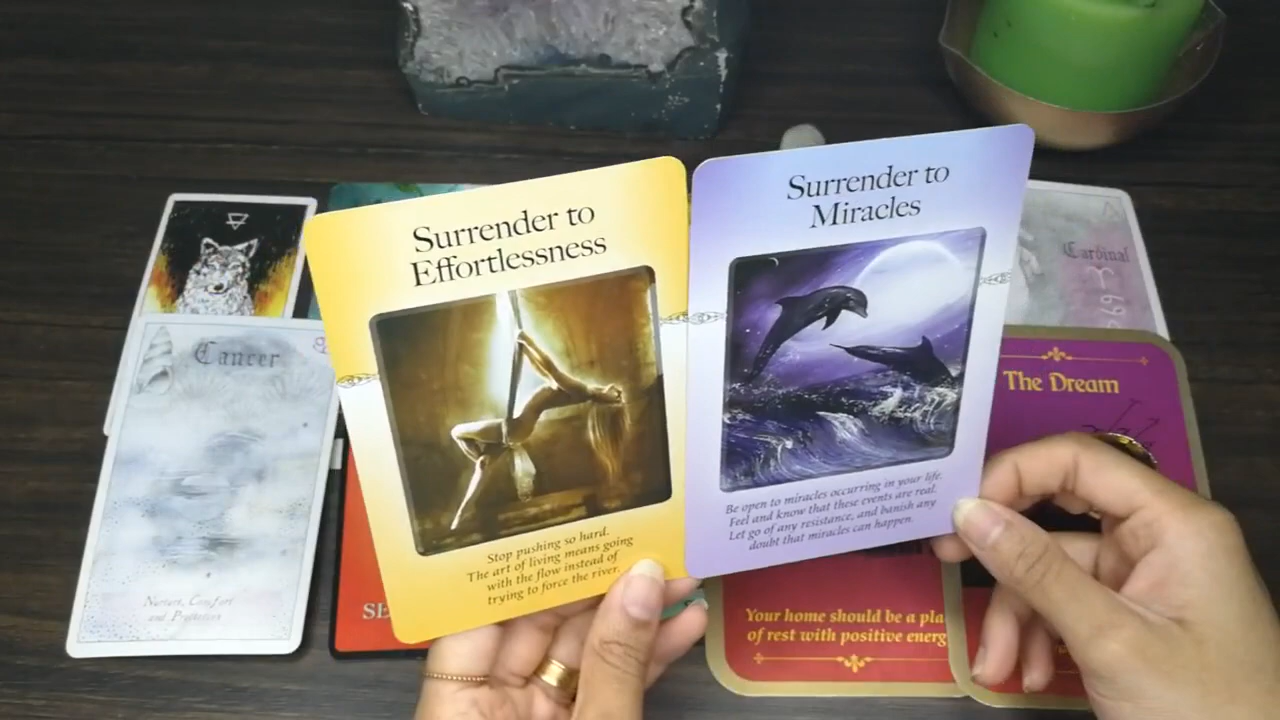 Surrender to
Effortlessness
Stop pushing so hard.
The art of living means going
with the flow instead of
trying to force the river.
Surrender to
Miracles
Be open to miracles occurring in your life.
Feel and know that these events are real.
Let go of any resistance, and banish any
doubt that miracles can happen.
Cancer
Nurture, Comfort
and Protection
SE
Cardinal
The Dream
Your home should be a pla
of rest with positive energ